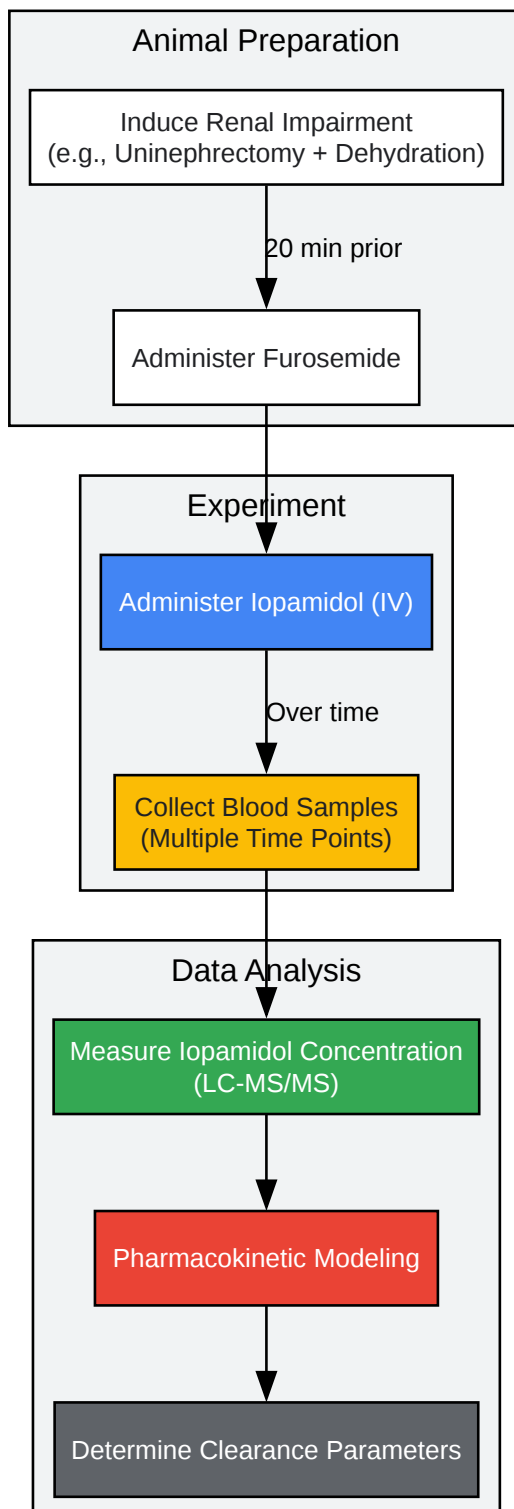 Animal Preparation
Induce Renal Impairment
(e.g., Uninephrectomy + Dehydration)
20 min prior
Administer Furosemide
Experiment
Administer Iopamidol (IV)
Over time
Collect Blood Samples
(Multiple Time Points)
Data Analysis
Measure Iopamidol Concentration
(LC-MS/MS)
Pharmacokinetic Modeling
Determine Clearance Parameters